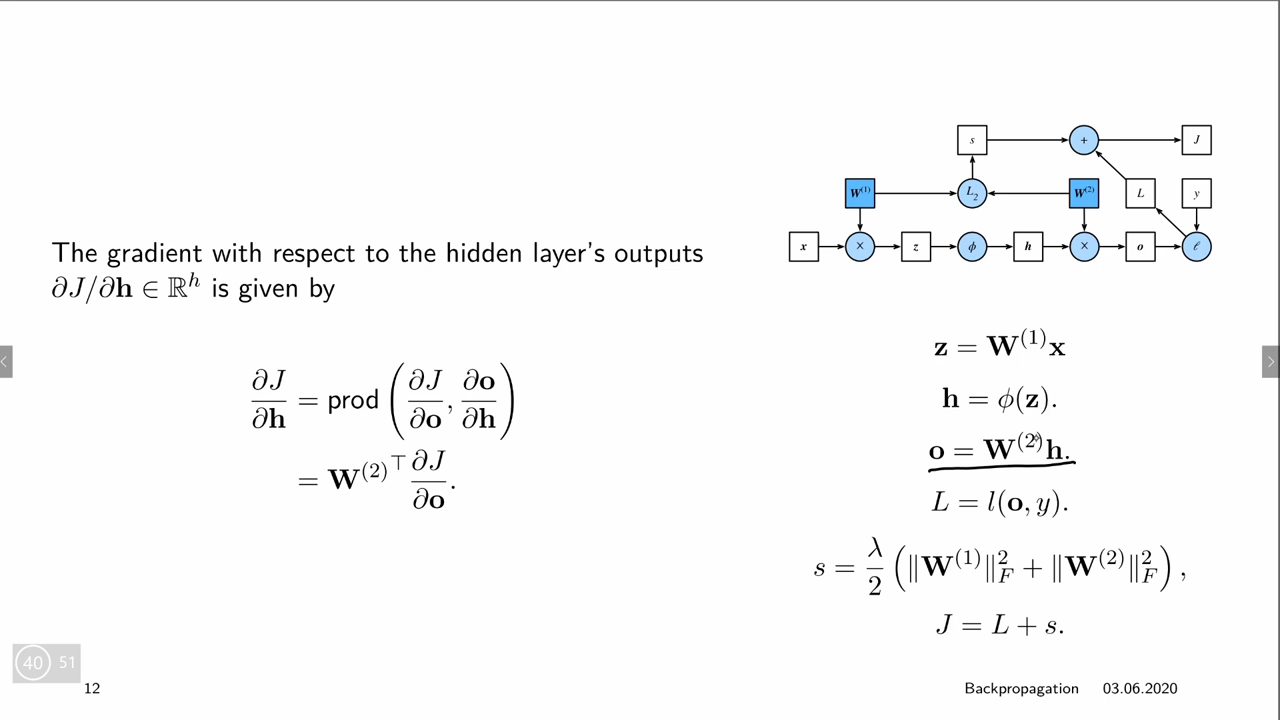 s + J
W⁽¹⁾ L₂ W⁽²⁾ L y
x × z ϕ h × o ℓ
The gradient with respect to the hidden layer's outputs
∂J/∂h ∈ ℝʰ is given by
∂J/∂h = prod(∂J/∂o, ∂o/∂h)
= W⁽²⁾⊤ ∂J/∂o.
z = W⁽¹⁾x
h = ϕ(z).
o = W⁽²⁾h.
L = l(o, y).
s = λ/2 (‖W⁽¹⁾‖²_F + ‖W⁽²⁾‖²_F),
J = L + s.
40 51
12
Backpropagation 03.06.2020